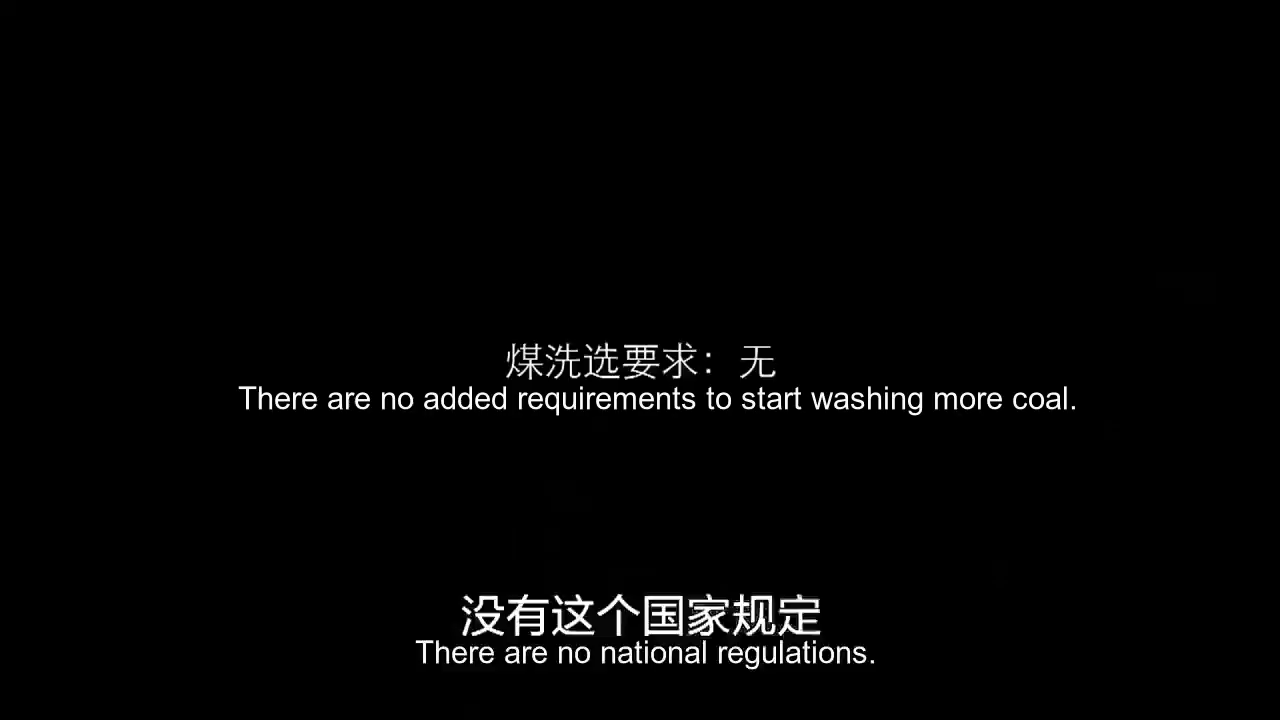 煤洗选要求：无
There are no added requirements to start washing more coal.
没有这个国家规定
There are no national regulations.